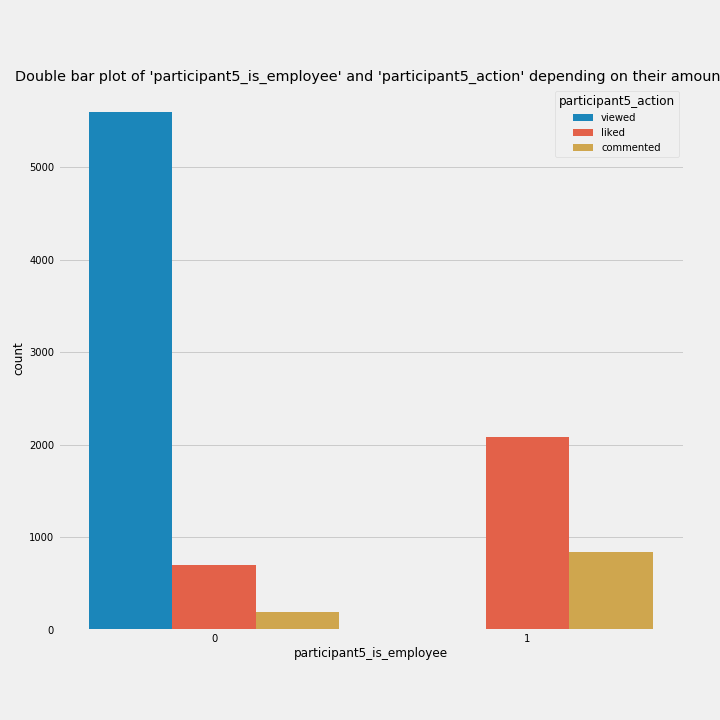 Double bar plot of 'participant5_is_employee' and 'participant5_action' depending on their amoun
participant5_action
viewed
liked
commented
5000
4000
3000
2000
1000
0
count
0
1
participant5_is_employee